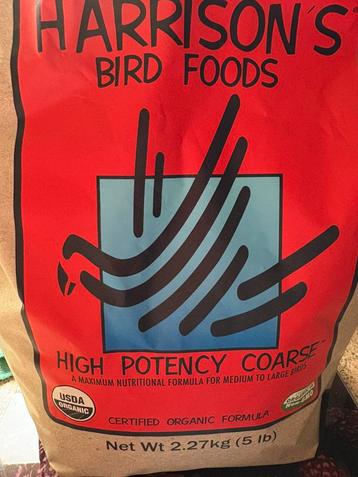 HARRISON'S
BIRD FOODS
HIGH POTENCY COARSE™
A MAXIMUM NUTRITIONAL FORMULA FOR MEDIUM TO LARGE BIRDS
USDA
ORGANIC
CERTIFIED ORGANIC FORMULA
Net Wt 2.27kg (5 lb)